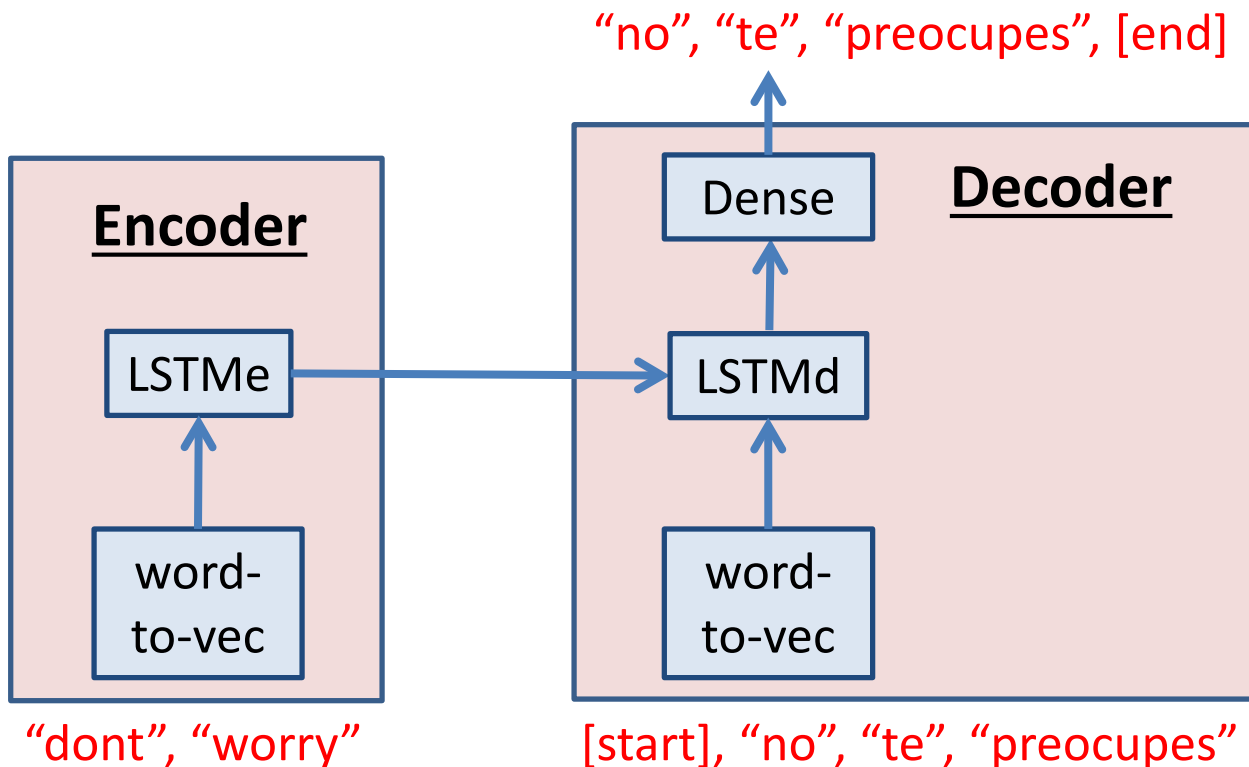 “no”, “te”, “preocupes”, [end]
Encoder
LSTMe
word-
to-vec
“dont”, “worry”
Decoder
Dense
LSTMd
word-
to-vec
[start], “no”, “te”, “preocupes”